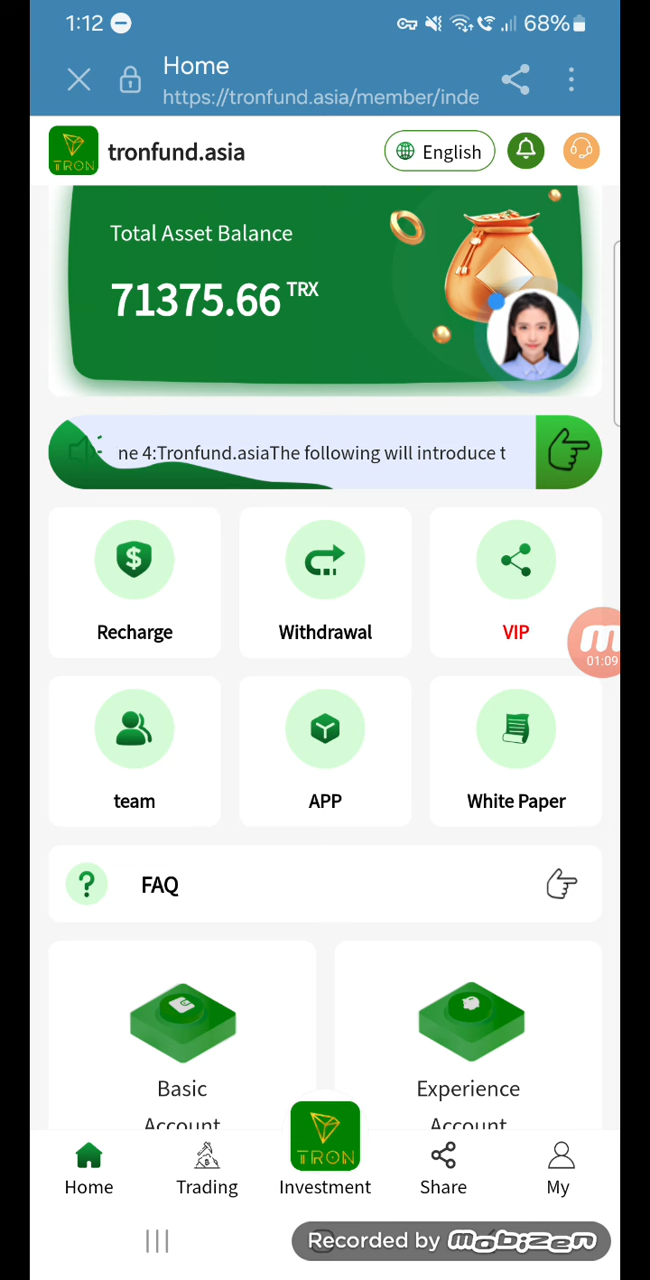 1:12
68%
Home
https://tronfund.asia/member/inde
TRON
tronfund.asia
English
Total Asset Balance
71375.66 TRX
ne 4:Tronfund.asiaThe following will introduce t
Recharge
Withdrawal
VIP
01:09
team
APP
White Paper
FAQ
Basic
Account
Experience
Account
TRON
Home
Trading
Investment
Share
My
Recorded by mobizen